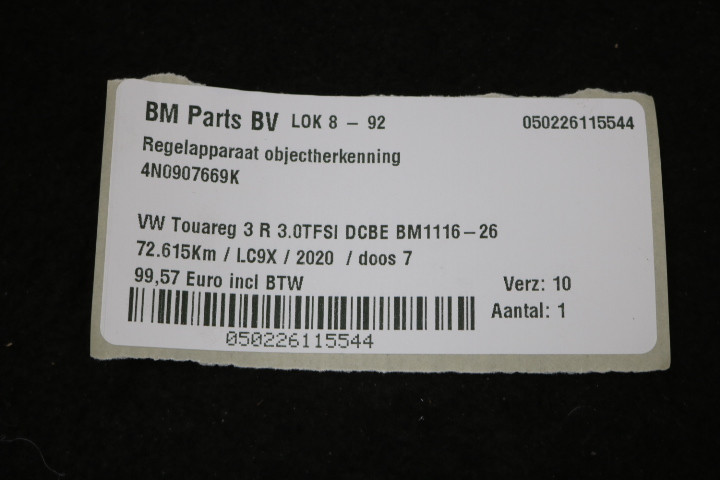 BM Parts BV LOK 8 - 92 050226115544
Regelapparaat objectherkenning
4N0907669K
VW Touareg 3 R 3.0TFSI DCBE BM1116-26
72.615Km / LC9X / 2020 / doos 7
99,57 Euro incl BTW Verz: 10
Aantal: 1
050226115544